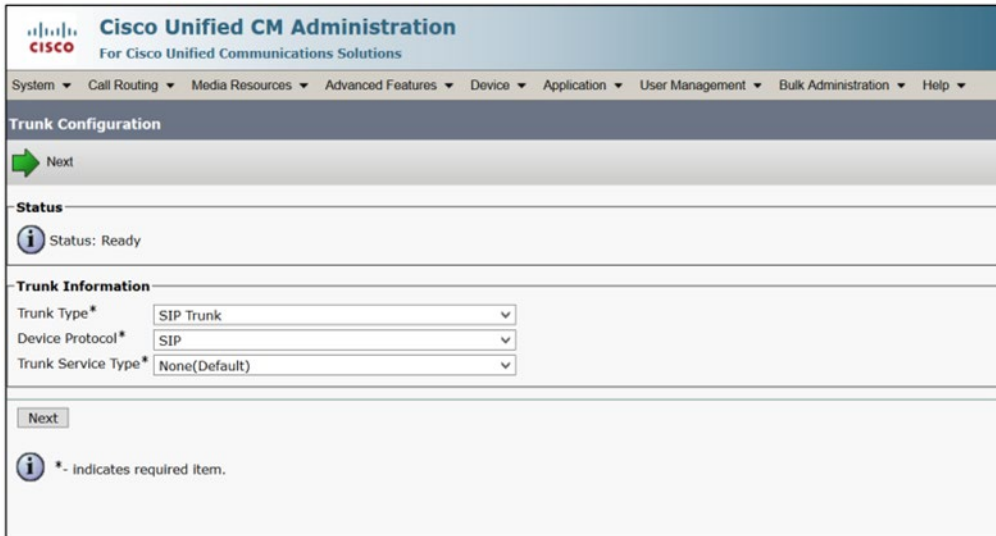 CISCO
Cisco Unified CM Administration
For Cisco Unified Communications Solutions
System Call Routing Media Resources Advanced Features Device Application User Management Bulk Administration Help
Trunk Configuration
Next
Status
i Status: Ready
Trunk Information
Trunk Type* SIP Trunk
Device Protocol* SIP
Trunk Service Type* None(Default)
Next
i *- indicates required item.